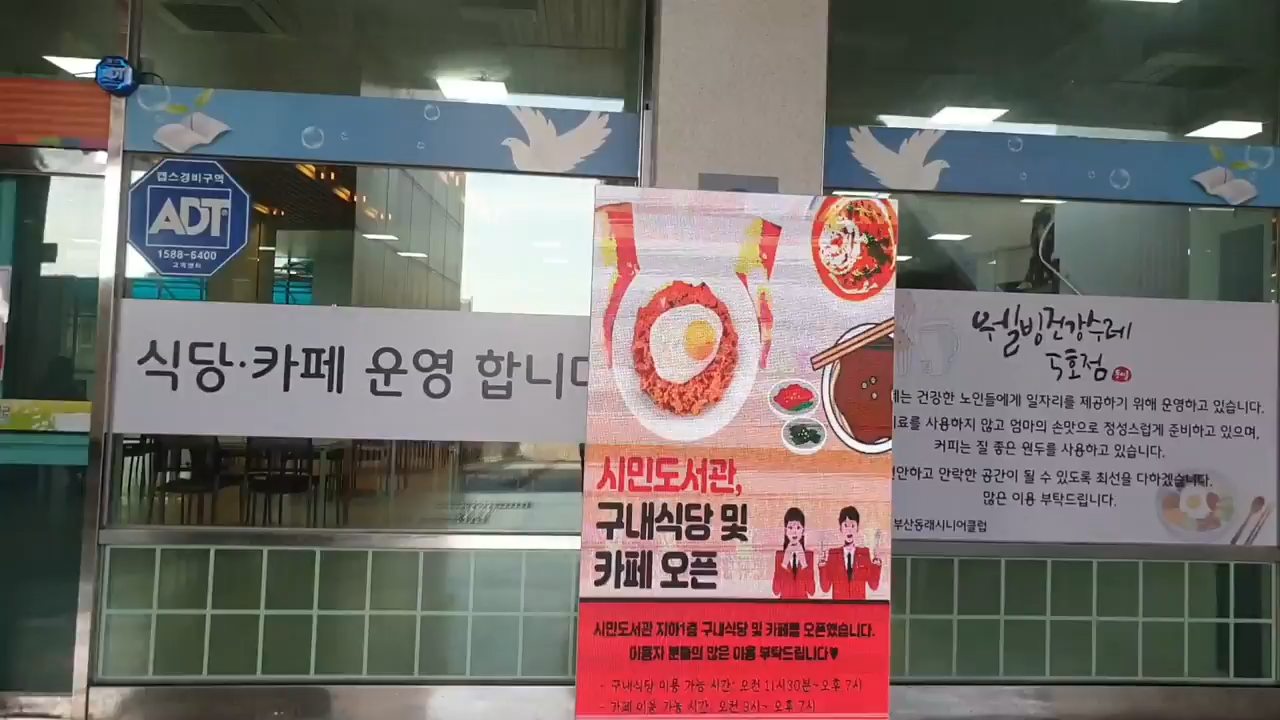 ADT
캡스경비구역
ADT
1588-6400
고객센터
식당·카페 운영 합니다
시민도서관,
구내식당 및
카페 오픈
시민도서관 지하1층 구내식당 및 카페를 오픈했습니다.
이용자 분들의 많은 이용 부탁드립니다♥
- 구내식당 이용 가능 시간: 오전 11시30분~오후 7시
- 카페 이용 가능 시간: 오전 9시~ 오후 7시
웰빙건강수레
는 건강한 노인들에게 일자리를 제공하기 위해 운영하고 있습니다.
료를 사용하지 않고 엄마의 손맛으로 정성스럽게 준비하고 있으며,
커피는 질 좋은 원두를 사용하고 있습니다.
안하고 안락한 공간이 될 수 있도록 최선을 다하겠습니다.
많은 이용 부탁드립니다.
부산동래시니어클럽